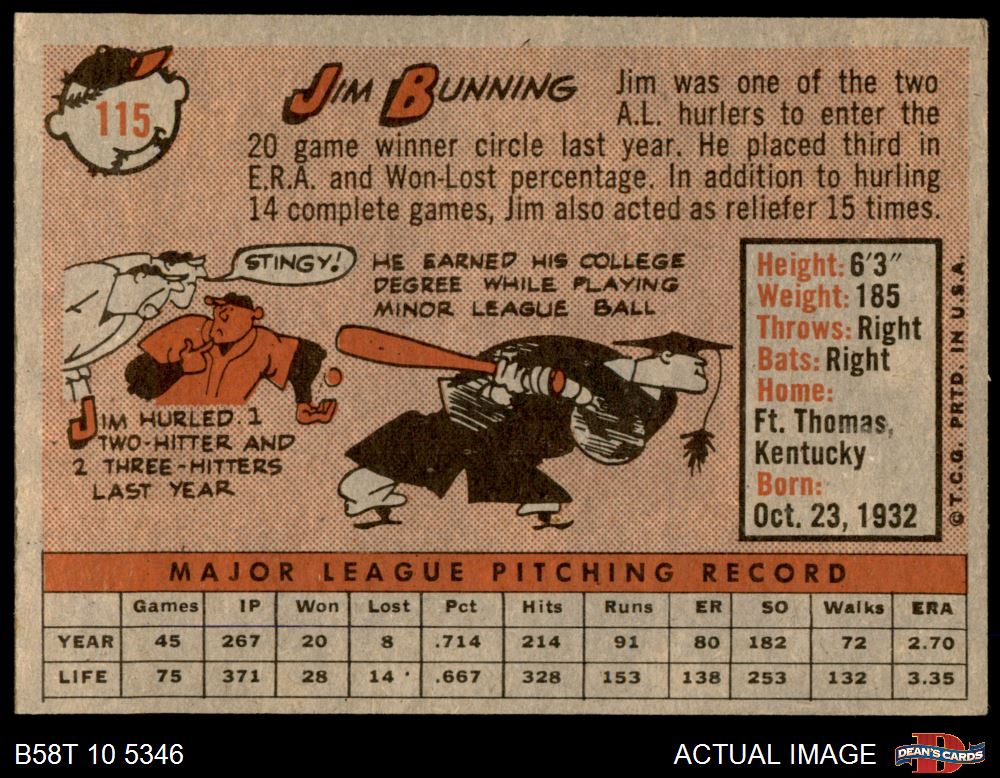 115
JIM BUNNING
Jim was one of the two
A.L. hurlers to enter the
20 game winner circle last year. He placed third in
E.R.A. and Won-Lost percentage. In addition to hurling
14 complete games, Jim also acted as reliefer 15 times.
STINGY!
HE EARNED HIS COLLEGE
DEGREE WHILE PLAYING
MINOR LEAGUE BALL
JIM HURLED 1
TWO-HITTER AND
2 THREE-HITTERS
LAST YEAR
Height: 6'3"
Weight: 185
Throws: Right
Bats: Right
Home:
Ft. Thomas,
Kentucky
Born:
Oct. 23, 1932
© T.C.G. PRTD. IN U.S.A.
MAJOR LEAGUE PITCHING RECORD
Games IP Won Lost Pct Hits Runs ER SO Walks ERA
YEAR 45 267 20 8 .714 214 91 80 182 72 2.70
LIFE 75 371 28 14 .667 328 153 138 253 132 3.35
B58T 10 5346
ACTUAL IMAGE
DEAN'S CARDS